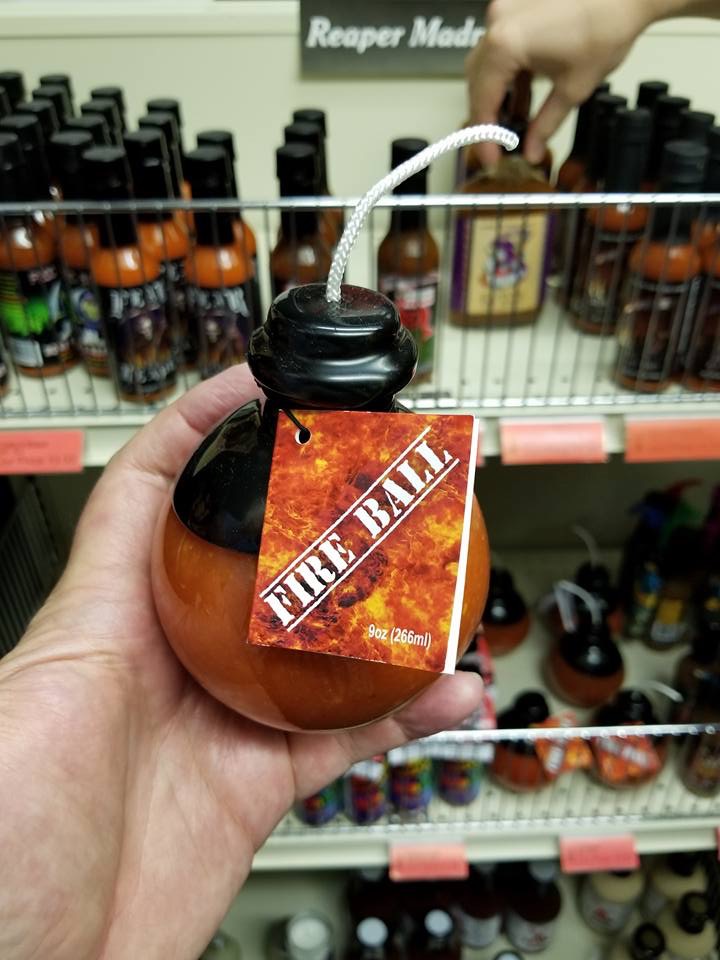 Reaper Madn
FIRE BALL
9oz (266ml)